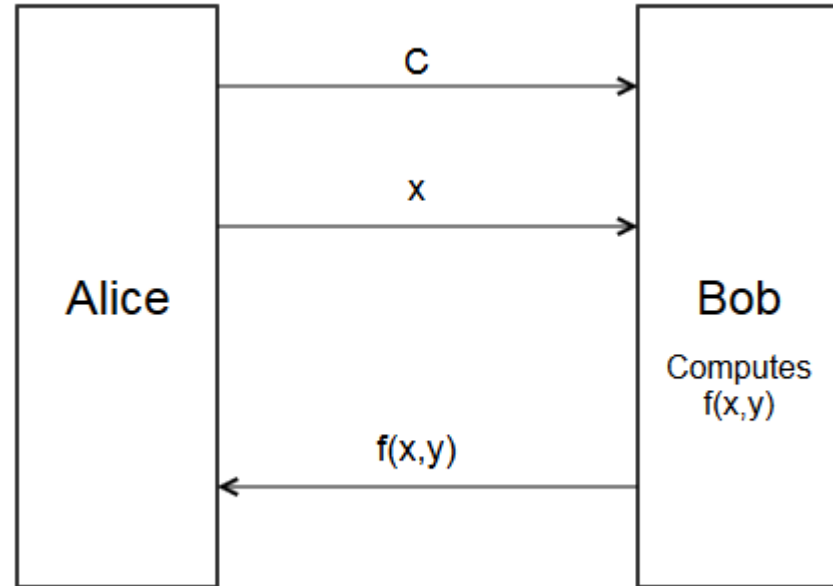 C
x
Alice
Bob
Computes
f(x,y)
f(x,y)